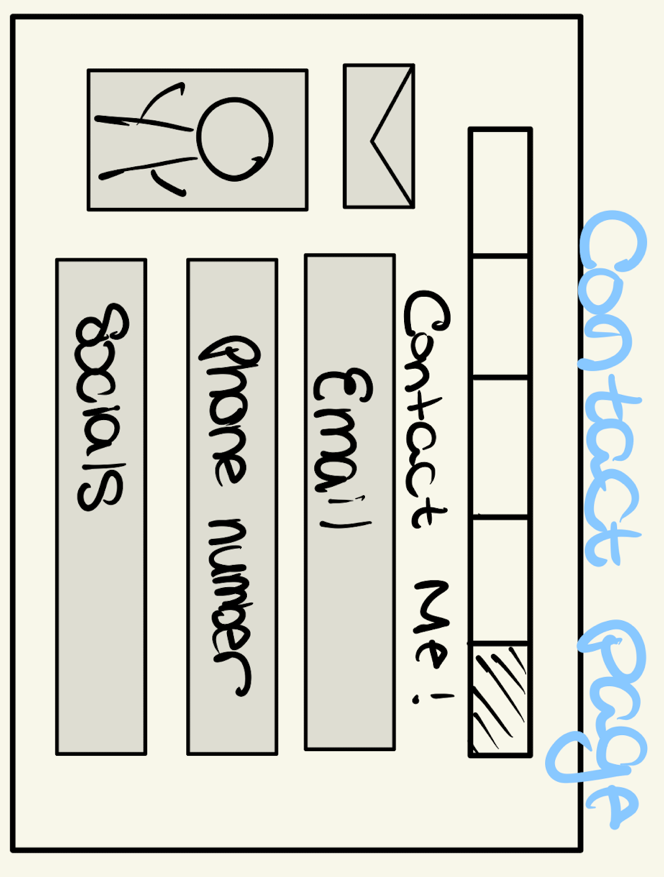 Contact Page
Contact Me!
Email
Phone number
Socials